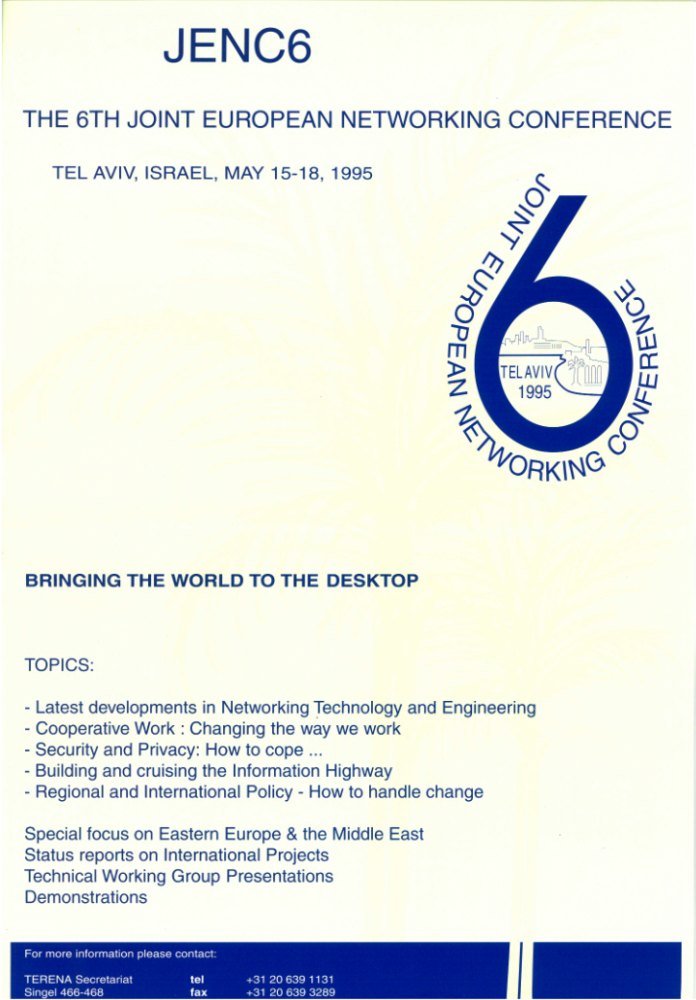 JENC6
THE 6TH JOINT EUROPEAN NETWORKING CONFERENCE
TEL AVIV, ISRAEL, MAY 15-18, 1995
JOINT EUROPEAN NETWORKING CONFERENCE
6
TEL AVIV
1995
BRINGING THE WORLD TO THE DESKTOP
TOPICS:
- Latest developments in Networking Technology and Engineering
- Cooperative Work : Changing the way we work
- Security and Privacy: How to cope ...
- Building and cruising the Information Highway
- Regional and International Policy - How to handle change
Special focus on Eastern Europe & the Middle East
Status reports on International Projects
Technical Working Group Presentations
Demonstrations
For more information please contact:
TERENA Secretariat tel +31 20 639 1131
Singel 466-468 fax +31 20 639 3289